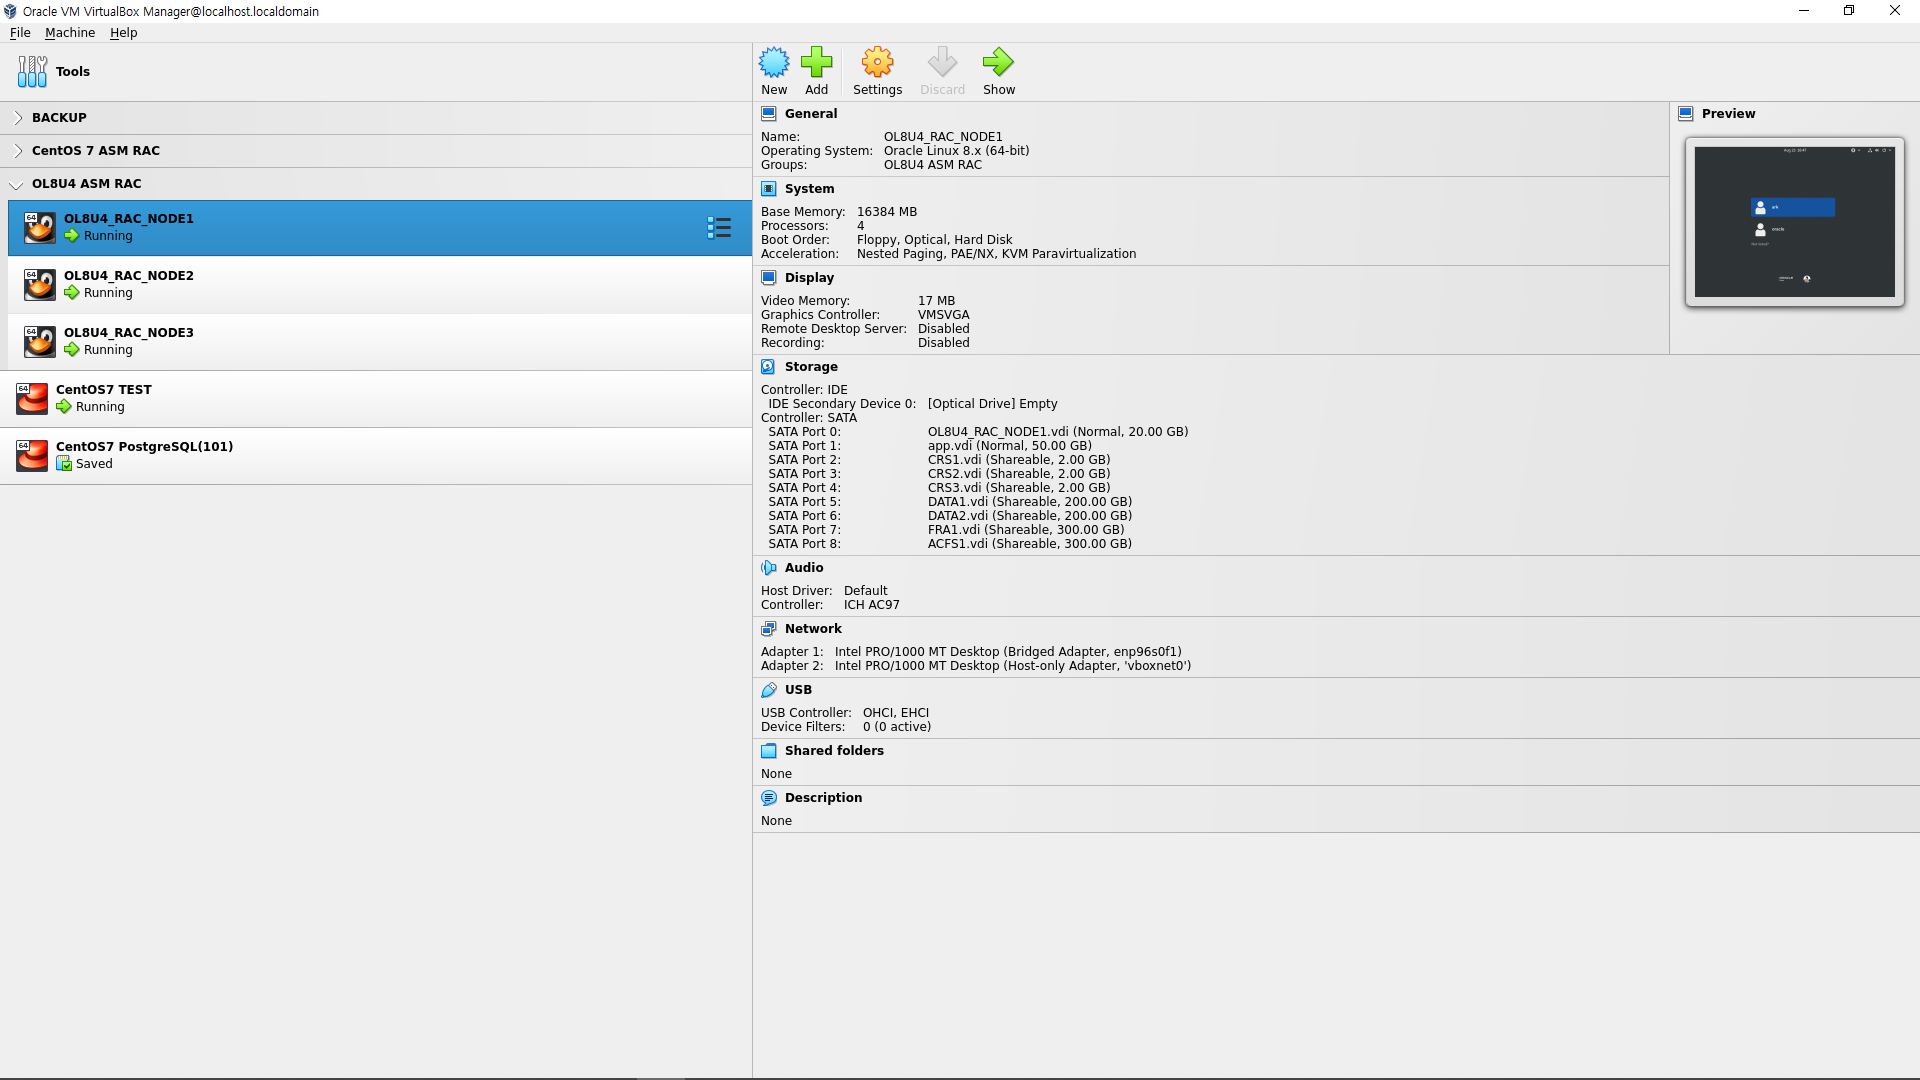 Oracle VM VirtualBox Manager@localhost.localdomain
File Machine Help
Tools
New Add Settings Discard Show
BACKUP
CentOS 7 ASM RAC
OL8U4 ASM RAC
64
OL8U4_RAC_NODE1
Running
64
OL8U4_RAC_NODE2
Running
64
OL8U4_RAC_NODE3
Running
64
CentOS7 TEST
Running
64
CentOS7 PostgreSQL(101)
Saved
General
Name: OL8U4_RAC_NODE1
Operating System: Oracle Linux 8.x (64-bit)
Groups: OL8U4 ASM RAC
System
Base Memory: 16384 MB
Processors: 4
Boot Order: Floppy, Optical, Hard Disk
Acceleration: Nested Paging, PAE/NX, KVM Paravirtualization
Display
Video Memory: 17 MB
Graphics Controller: VMSVGA
Remote Desktop Server: Disabled
Recording: Disabled
Preview
oracle
Storage
Controller: IDE
IDE Secondary Device 0: [Optical Drive] Empty
Controller: SATA
SATA Port 0: OL8U4_RAC_NODE1.vdi (Normal, 20.00 GB)
SATA Port 1: app.vdi (Normal, 50.00 GB)
SATA Port 2: CRS1.vdi (Shareable, 2.00 GB)
SATA Port 3: CRS2.vdi (Shareable, 2.00 GB)
SATA Port 4: CRS3.vdi (Shareable, 2.00 GB)
SATA Port 5: DATA1.vdi (Shareable, 200.00 GB)
SATA Port 6: DATA2.vdi (Shareable, 200.00 GB)
SATA Port 7: FRA1.vdi (Shareable, 300.00 GB)
SATA Port 8: ACFS1.vdi (Shareable, 300.00 GB)
Audio
Host Driver: Default
Controller: ICH AC97
Network
Adapter 1: Intel PRO/1000 MT Desktop (Bridged Adapter, enp96s0f1)
Adapter 2: Intel PRO/1000 MT Desktop (Host-only Adapter, 'vboxnet0')
USB
USB Controller: OHCI, EHCI
Device Filters: 0 (0 active)
Shared folders
None
Description
None